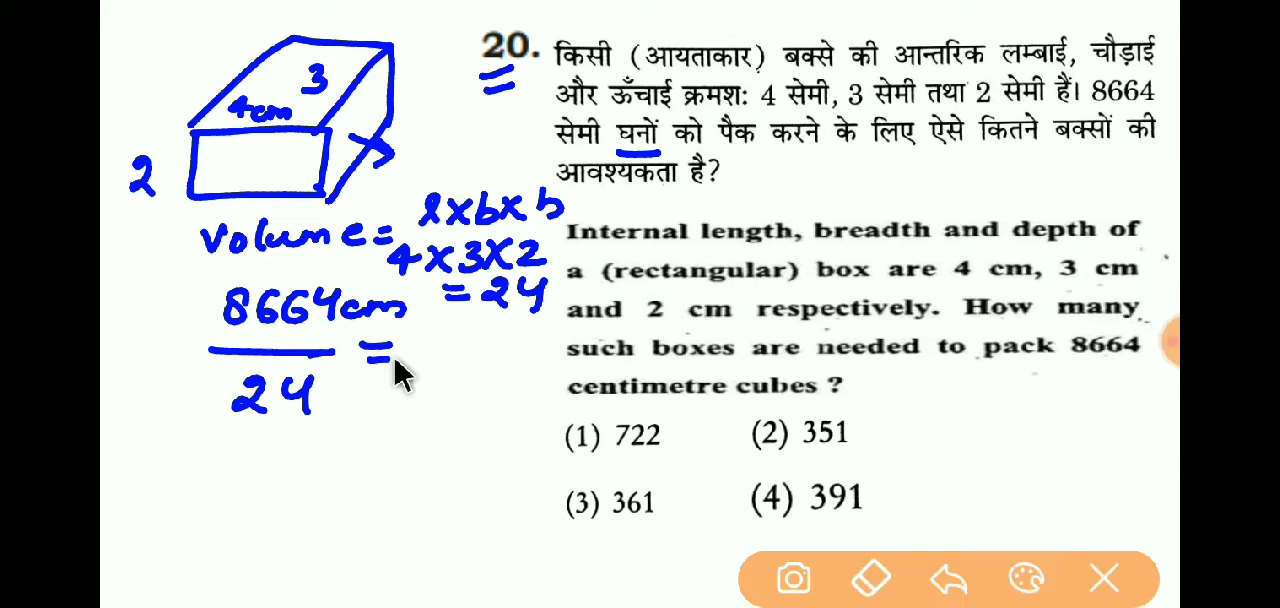 20. किसी (आयताकार) बक्से की आन्तरिक लम्बाई, चौड़ाई
और ऊँचाई क्रमश: 4 सेमी, 3 सेमी तथा 2 सेमी हैं। 8664
सेमी घनों को पैक करने के लिए ऐसे कितने बक्सों की
आवश्यकता है?
Internal length, breadth and depth of
a (rectangular) box are 4 cm, 3 cm
and 2 cm respectively. How many
such boxes are needed to pack 8664
centimetre cubes ?
(1) 722 (2) 351
(3) 361 (4) 391
3
4cm
2
volume = l×b×b
4×3×2
= 24
8664cm =
24